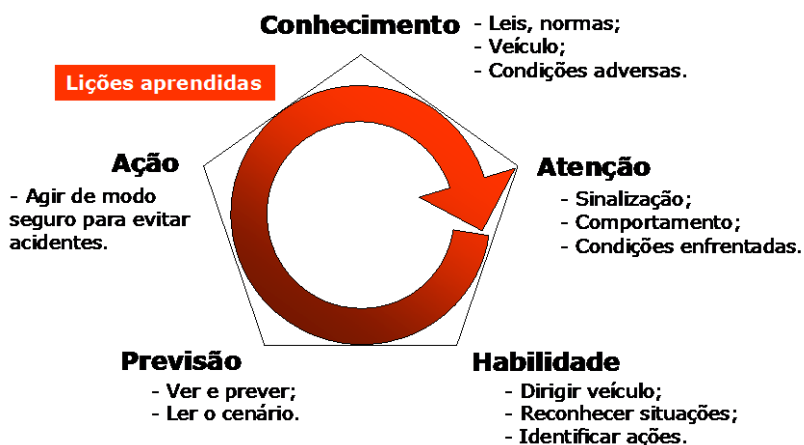 Conhecimento
- Leis, normas;
- Veículo;
- Condições adversas.
Lições aprendidas
Atenção
- Sinalização;
- Comportamento;
- Condições enfrentadas.
Habilidade
- Dirigir veículo;
- Reconhecer situações;
- Identificar ações.
Previsão
- Ver e prever;
- Ler o cenário.
Ação
- Agir de modo
seguro para evitar
acidentes.